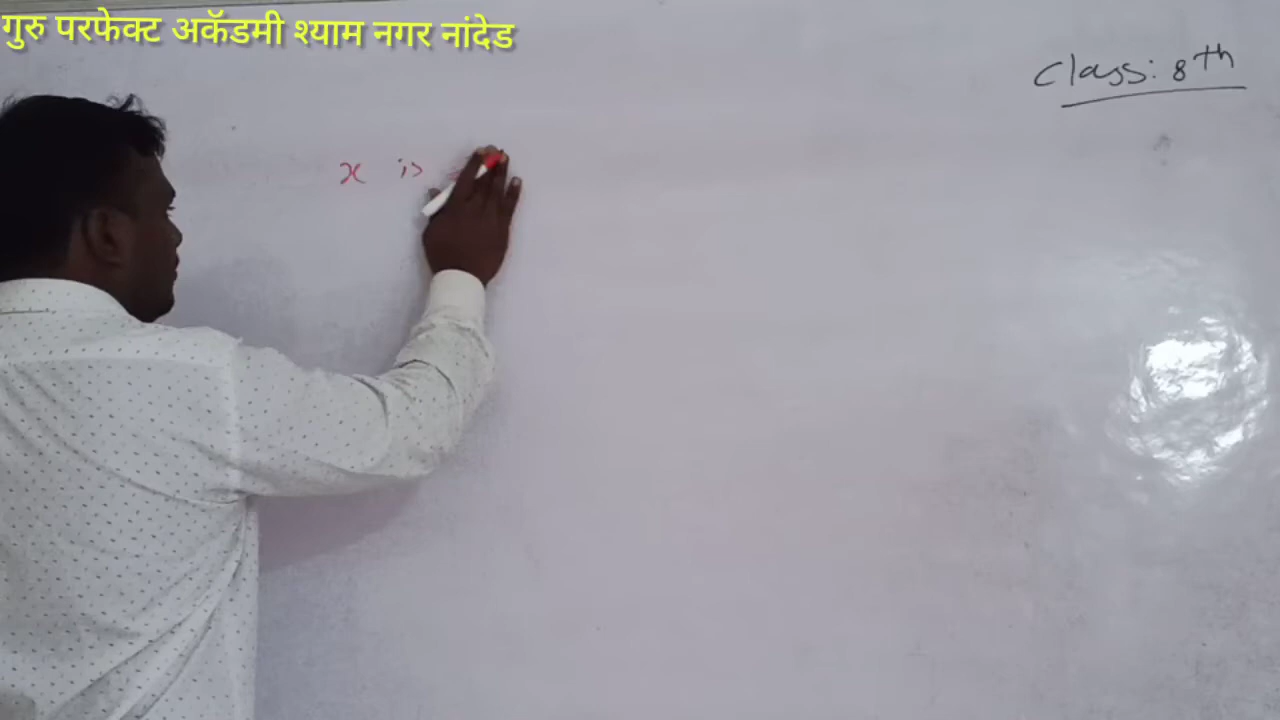 गुरु परफेक्ट अकॅडमी श्याम नगर नांदेड
Class: 8th
x is